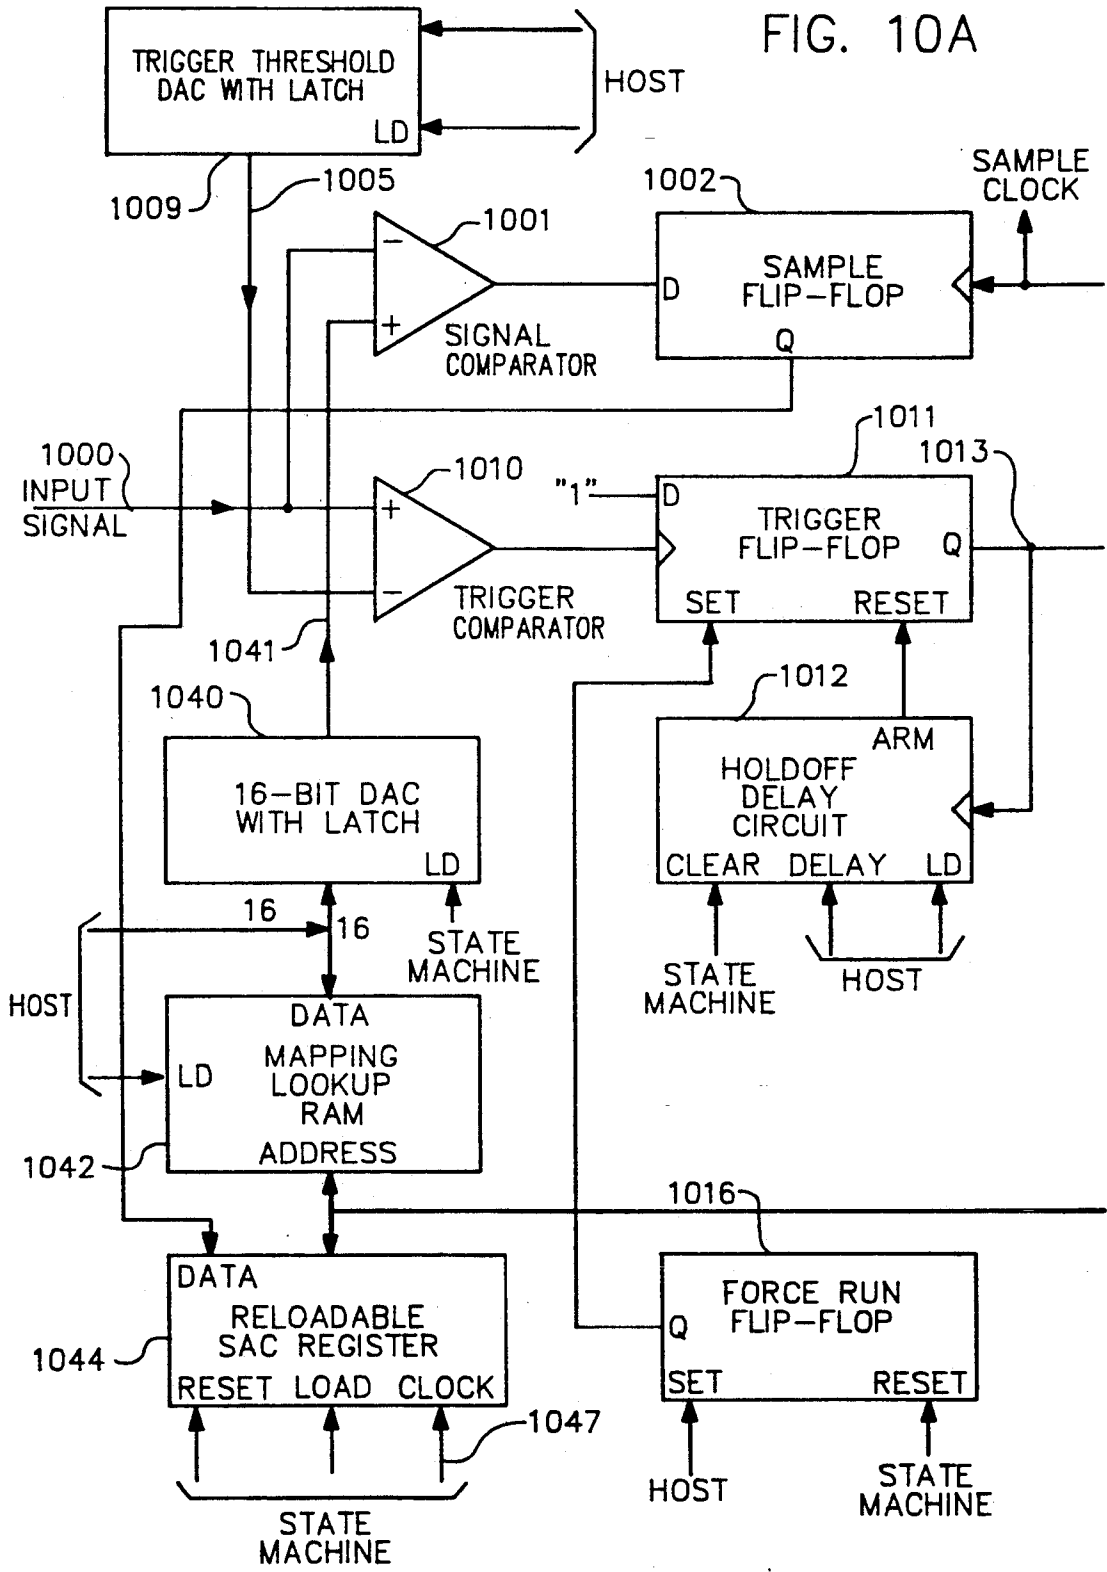 FIG. 10A
TRIGGER THRESHOLD
DAC WITH LATCH
LD
HOST
1009
1005
1001
1002
SAMPLE
CLOCK
−
+
SIGNAL
COMPARATOR
D
SAMPLE
FLIP-FLOP
Q
1000
INPUT
SIGNAL
1010
+
−
TRIGGER
COMPARATOR
"1"
1011
1013
D
TRIGGER
FLIP-FLOP
Q
SET
RESET
1041
1040
16-BIT DAC
WITH LATCH
LD
1012
ARM
HOLDOFF
DELAY
CIRCUIT
CLEAR
DELAY
LD
16
16
STATE
MACHINE
STATE
MACHINE
HOST
HOST
DATA
LD
MAPPING
LOOKUP
RAM
ADDRESS
1042
1016
DATA
RELOADABLE
SAC REGISTER
RESET
LOAD
CLOCK
1044
1047
STATE
MACHINE
FORCE RUN
FLIP-FLOP
Q
SET
RESET
HOST
STATE
MACHINE